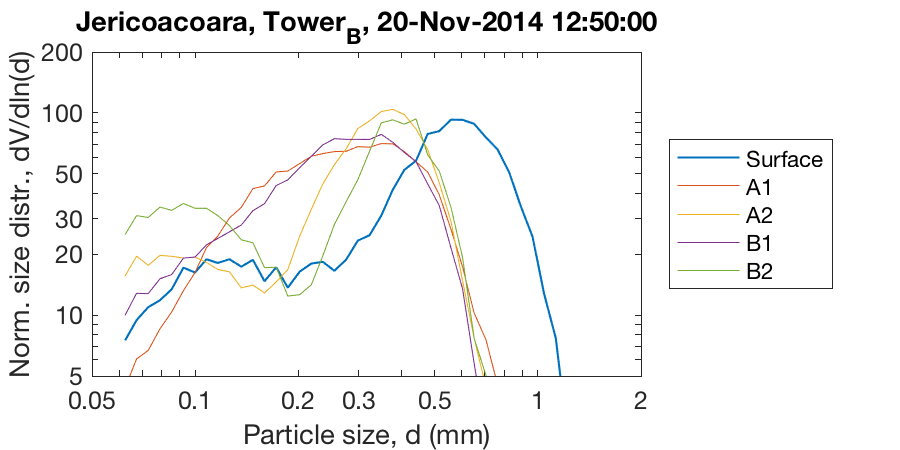 Jericoacoara, Tower_B, 20-Nov-2014 12:50:00
Norm. size distr., dV/dln(d)
200
100
50
30
20
10
5
0.05 0.1 0.2 0.3 0.5 1 2
Particle size, d (mm)
Surface
A1
A2
B1
B2